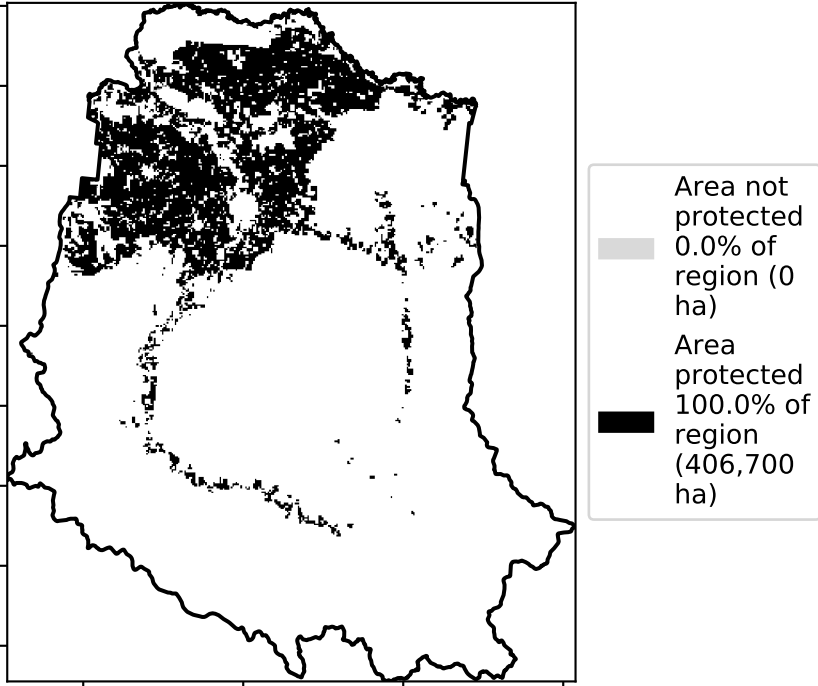 Area not
protected
0.0% of
region (0
ha)
Area
protected
100.0% of
region
(406,700
ha)